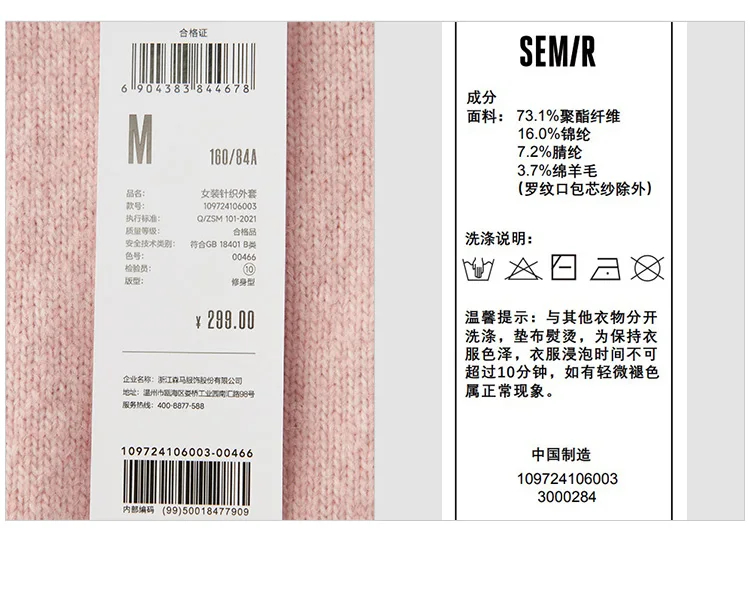 合格证
6 904383 844678
M
160/84A
品名: 女装针织外套
款号: 109724106003
执行标准: Q/ZSM 101-2021
质量等级: 合格品
安全技术类别: 符合GB 18401 B类
色号: 00466
检验员: 10
版型: 修身型
¥ 299.00
企业名称: 浙江森马服饰股份有限公司
地址: 温州市瓯海区娄桥工业园南汇路98号
服务热线: 400-8877-588
109724106003-00466
内部编码 (99)50018477909
SEM/R
成分
面料: 73.1%聚酯纤维
16.0%锦纶
7.2%腈纶
3.7%绵羊毛
(罗纹口包芯纱除外)
洗涤说明:
温馨提示: 与其他衣物分开
洗涤, 垫布熨烫, 为保持衣
服色泽, 衣服浸泡时间不可
超过10分钟, 如有轻微褪色
属正常现象。
中国制造
109724106003
3000284